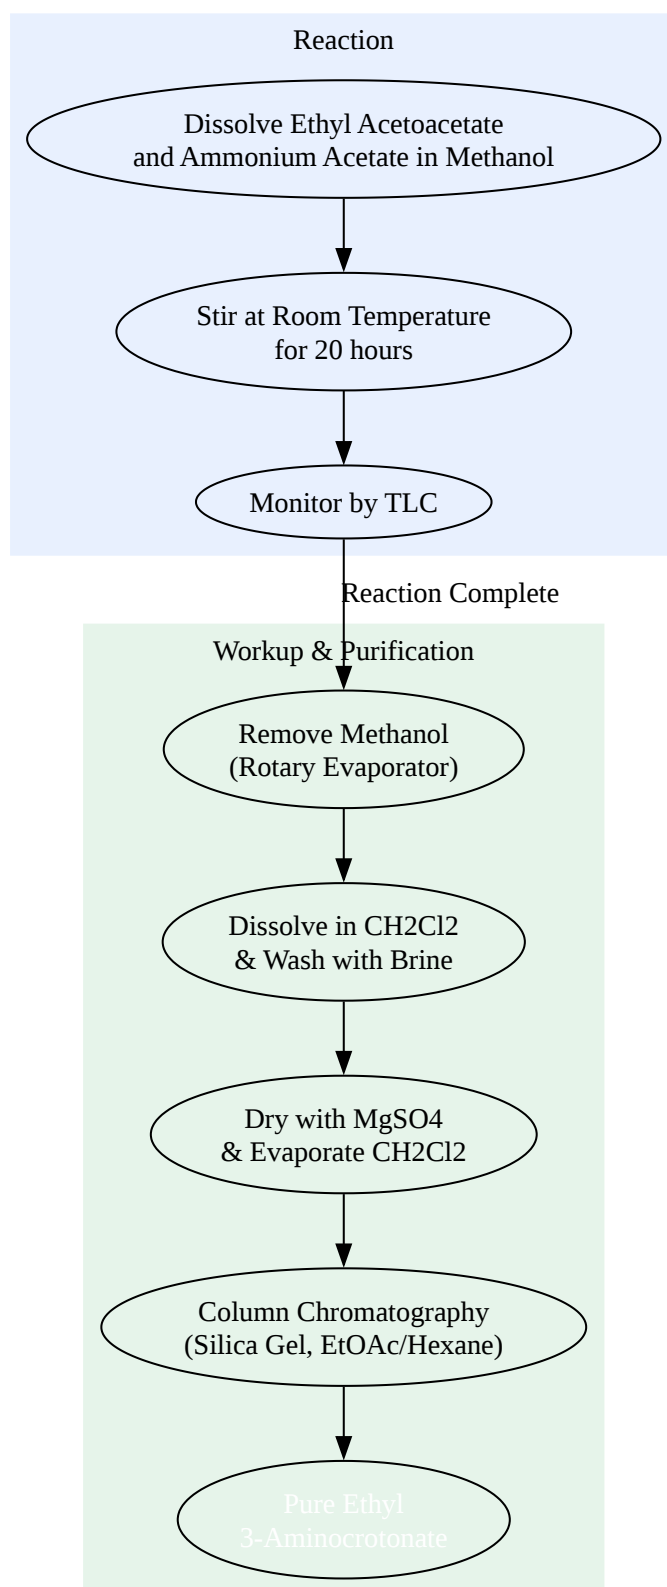 Reaction
Dissolve Ethyl Acetoacetate
and Ammonium Acetate in Methanol
Stir at Room Temperature
for 20 hours
Monitor by TLC
Reaction Complete
Workup & Purification
Remove Methanol
(Rotary Evaporator)
Dissolve in CH2Cl2
& Wash with Brine
Dry with MgSO4
& Evaporate CH2Cl2
Column Chromatography
(Silica Gel, EtOAc/Hexane)
Pure Ethyl
3-Aminocrotonate